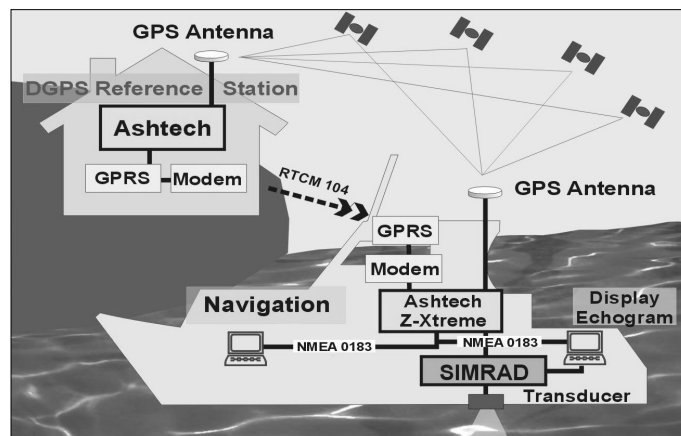 GPS Antenna
DGPS Reference Station
Ashtech
GPRS
Modem
RTCM 104
GPS Antenna
GPRS
Modem
Navigation
Ashtech
Z-Xtreme
Display
Echogram
NMEA 0183
NMEA 0183
SIMRAD
Transducer